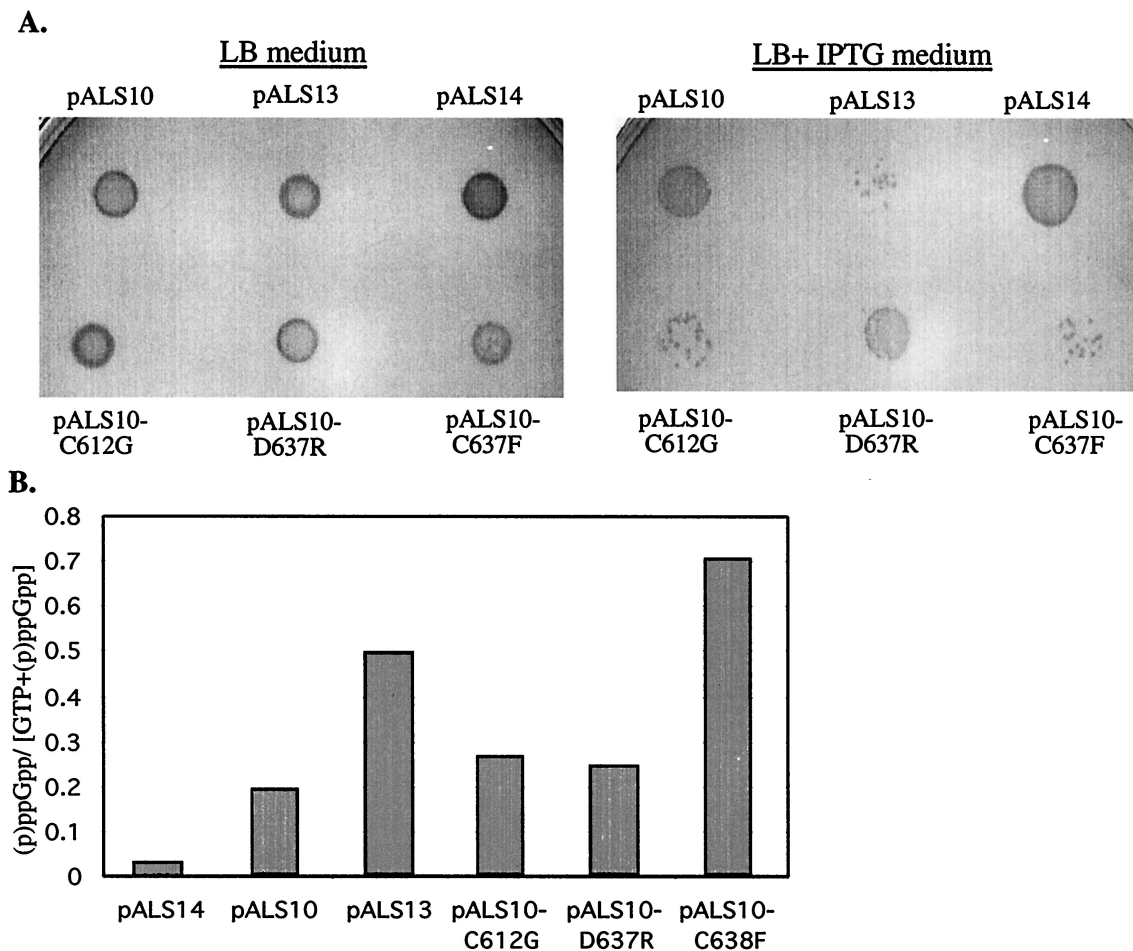 A.
LB medium
LB+ IPTG medium
pALS10 pALS13 pALS14
pALS10 pALS13 pALS14
pALS10-C612G pALS10-D637R pALS10-C637F
pALS10-C612G pALS10-D637R pALS10-C637F
B.
(p)ppGpp/ [GTP+(p)ppGpp]
0.8
0.7
0.6
0.5
0.4
0.3
0.2
0.1
0
pALS14 pALS10 pALS13 pALS10-C612G pALS10-D637R pALS10-C638F